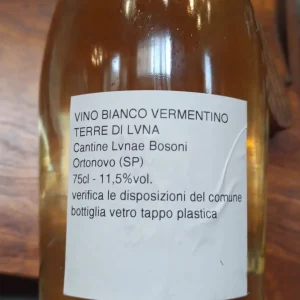 VINO BIANCO VERMENTINO
TERRE DI LVNA
Cantine Lvnae Bosoni
Ortonovo (SP)
75cl - 11,5%vol.
verifica le disposizioni del comune
bottiglia vetro tappo plastica